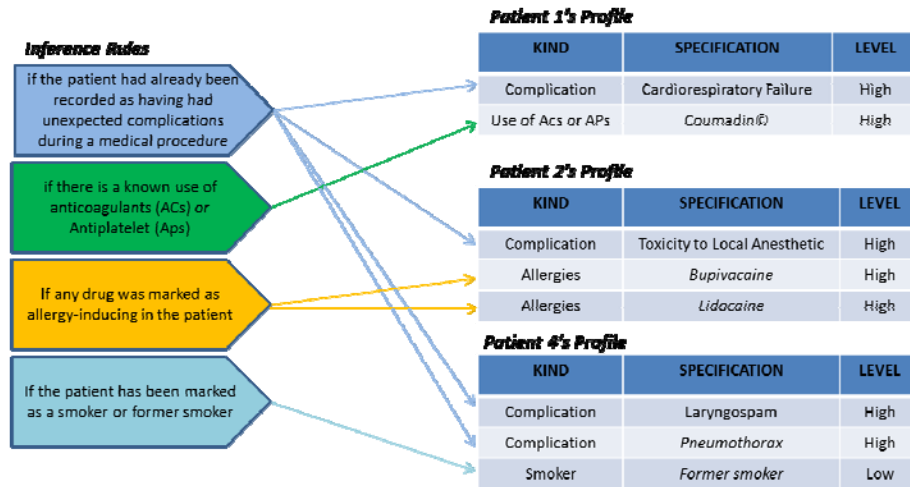 Inference Rules
if the patient had already been
recorded as having had
unexpected complications
during a medical procedure
if there is a known use of
anticoagulants (ACs) or
Antiplatelet (Aps)
If any drug was marked as
allergy-inducing in the patient
If the patient has been marked
as a smoker or former smoker
Patient 1's Profile
KIND SPECIFICATION LEVEL
Complication Cardiorespiratory Failure High
Use of Acs or APs Coumadin© High
Patient 2's Profile
KIND SPECIFICATION LEVEL
Complication Toxicity to Local Anesthetic High
Allergies Bupivacaine High
Allergies Lidocaine High
Patient 4's Profile
KIND SPECIFICATION LEVEL
Complication Laryngospam High
Complication Pneumothorax High
Smoker Former smoker Low